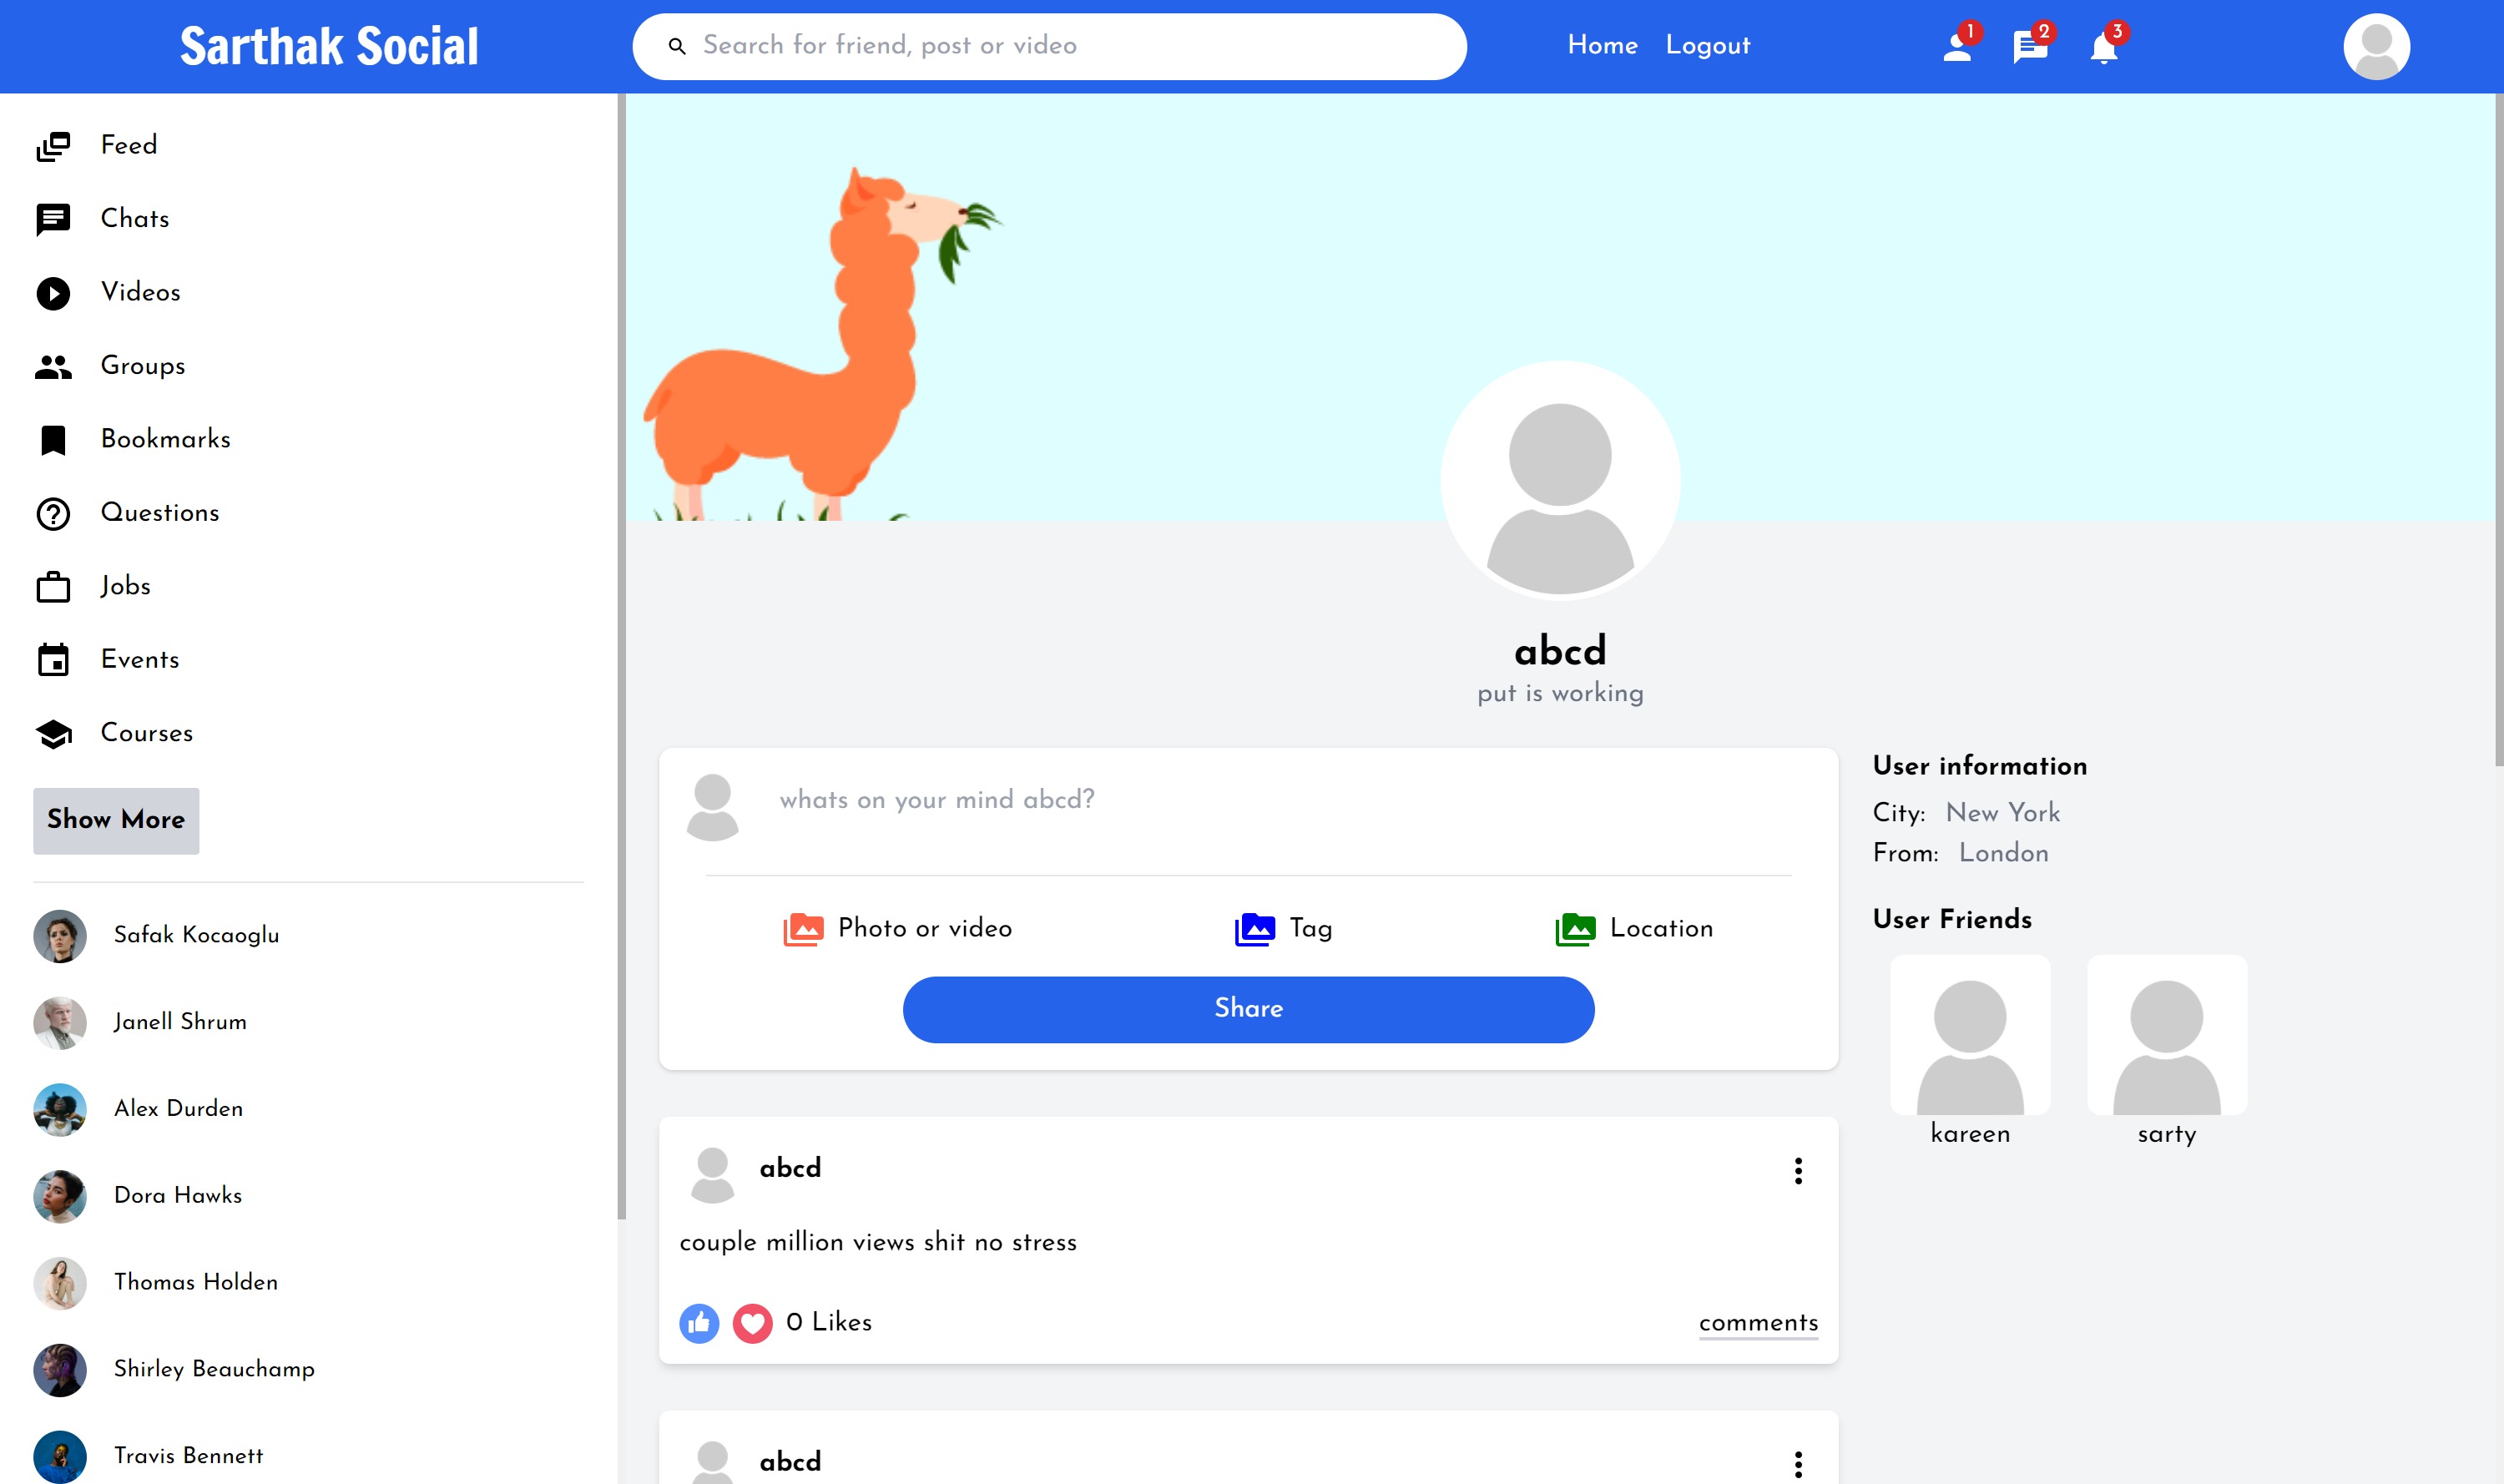 Sarthak Social
Search for friend, post or video
Home
Logout
1
2
3
Feed
Chats
Videos
Groups
Bookmarks
Questions
Jobs
Events
Courses
Show More
Safak Kocaoglu
Janell Shrum
Alex Durden
Dora Hawks
Thomas Holden
Shirley Beauchamp
Travis Bennett
abcd
put is working
whats on your mind abcd?
Photo or video
Tag
Location
Share
abcd
couple million views shit no stress
0 Likes
comments
abcd
User information
City: New York
From: London
User Friends
kareen
sarty